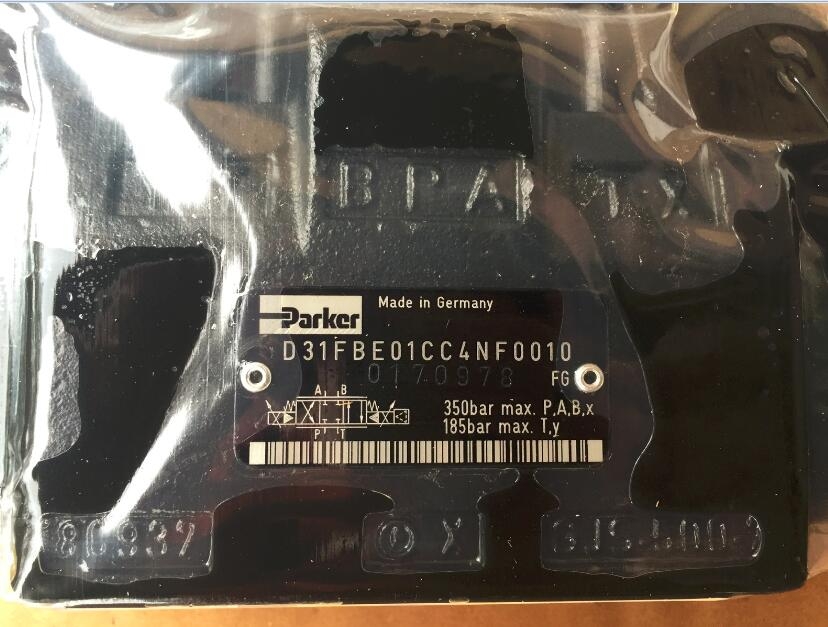 B P A X
Parker
Made in Germany
D31FBE01CC4NF0010
0170978
FG
A B
P T
350bar max. P,A,B,x
185bar max. T,y